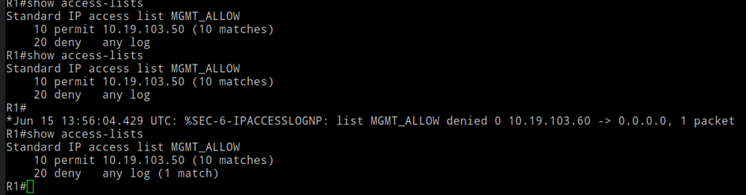 R1#show access-lists
Standard IP access list MGMT_ALLOW
    10 permit 10.19.103.50 (10 matches)
    20 deny   any log
R1#show access-lists
Standard IP access list MGMT_ALLOW
    10 permit 10.19.103.50 (10 matches)
    20 deny   any log
R1#
*Jun 15 13:56:04.429 UTC: %SEC-6-IPACCESSLOGNP: list MGMT_ALLOW denied 0 10.19.103.60 -> 0.0.0.0, 1 packet
R1#show access-lists
Standard IP access list MGMT_ALLOW
    10 permit 10.19.103.50 (10 matches)
    20 deny   any log (1 match)
R1#